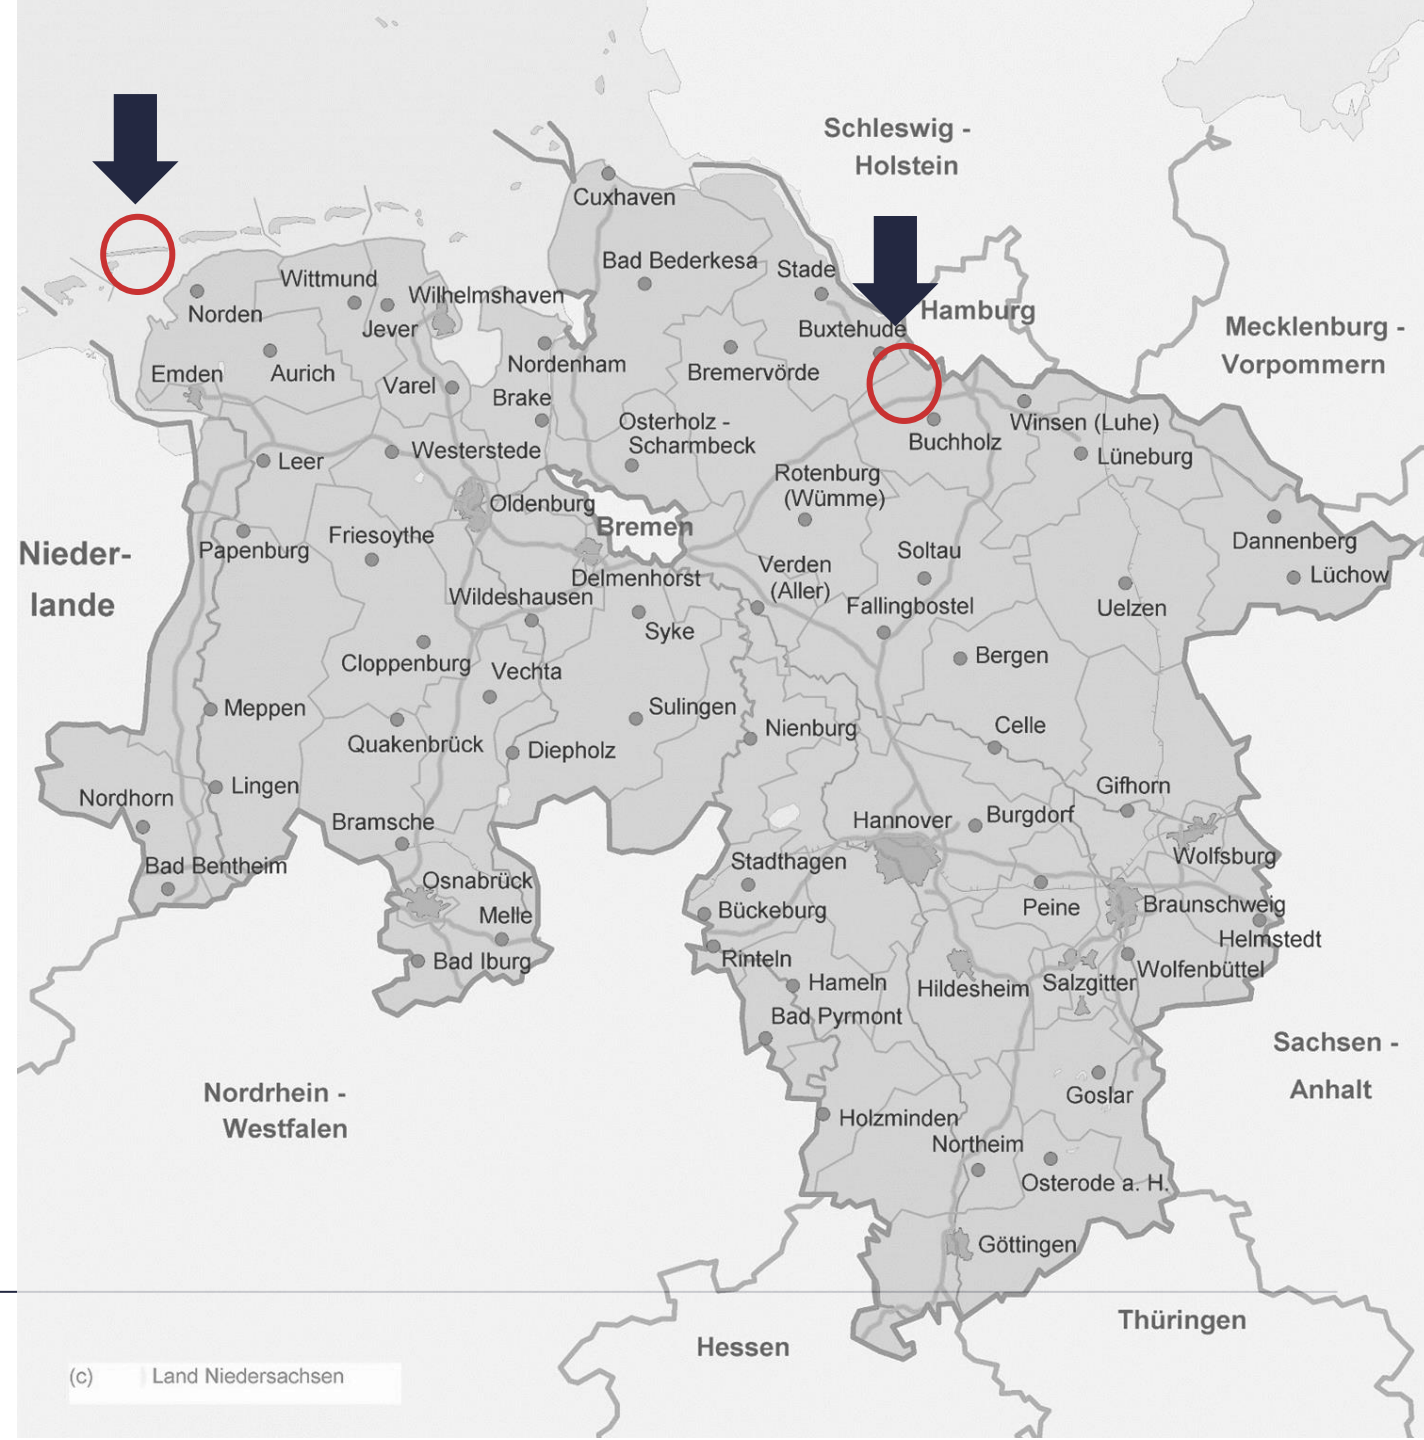 Schleswig -
Holstein
Cuxhaven
Bad Bederkesa
Stade
Wittmund
Wilhelmshaven
Hamburg
Norden
Jever
Buxtehude
Mecklenburg -
Vorpommern
Nordenham
Emden
Aurich
Varel
Bremervörde
Brake
Osterholz -
Scharmbeck
Winsen (Luhe)
Buchholz
Westerstede
Leer
Lüneburg
Rotenburg
(Wümme)
Oldenburg
Bremen
Friesoythe
Dannenberg
Nieder-
lande
Papenburg
Soltau
Verden
(Aller)
Delmenhorst
Lüchow
Wildeshausen
Fallingbostel
Uelzen
Syke
Cloppenburg
Bergen
Vechta
Meppen
Sulingen
Nienburg
Celle
Quakenbrück
Diepholz
Lingen
Gifhorn
Nordhorn
Bramsche
Hannover
Burgdorf
Wolfsburg
Bad Bentheim
Stadthagen
Osnabrück
Braunschweig
Melle
Bückeburg
Peine
Helmstedt
Rinteln
Bad Iburg
Wolfenbüttel
Hameln
Hildesheim
Salzgitter
Bad Pyrmont
Sachsen -
Anhalt
Nordrhein -
Westfalen
Goslar
Holzminden
Northeim
Osterode a. H.
Göttingen
Thüringen
Hessen
(c) Land Niedersachsen